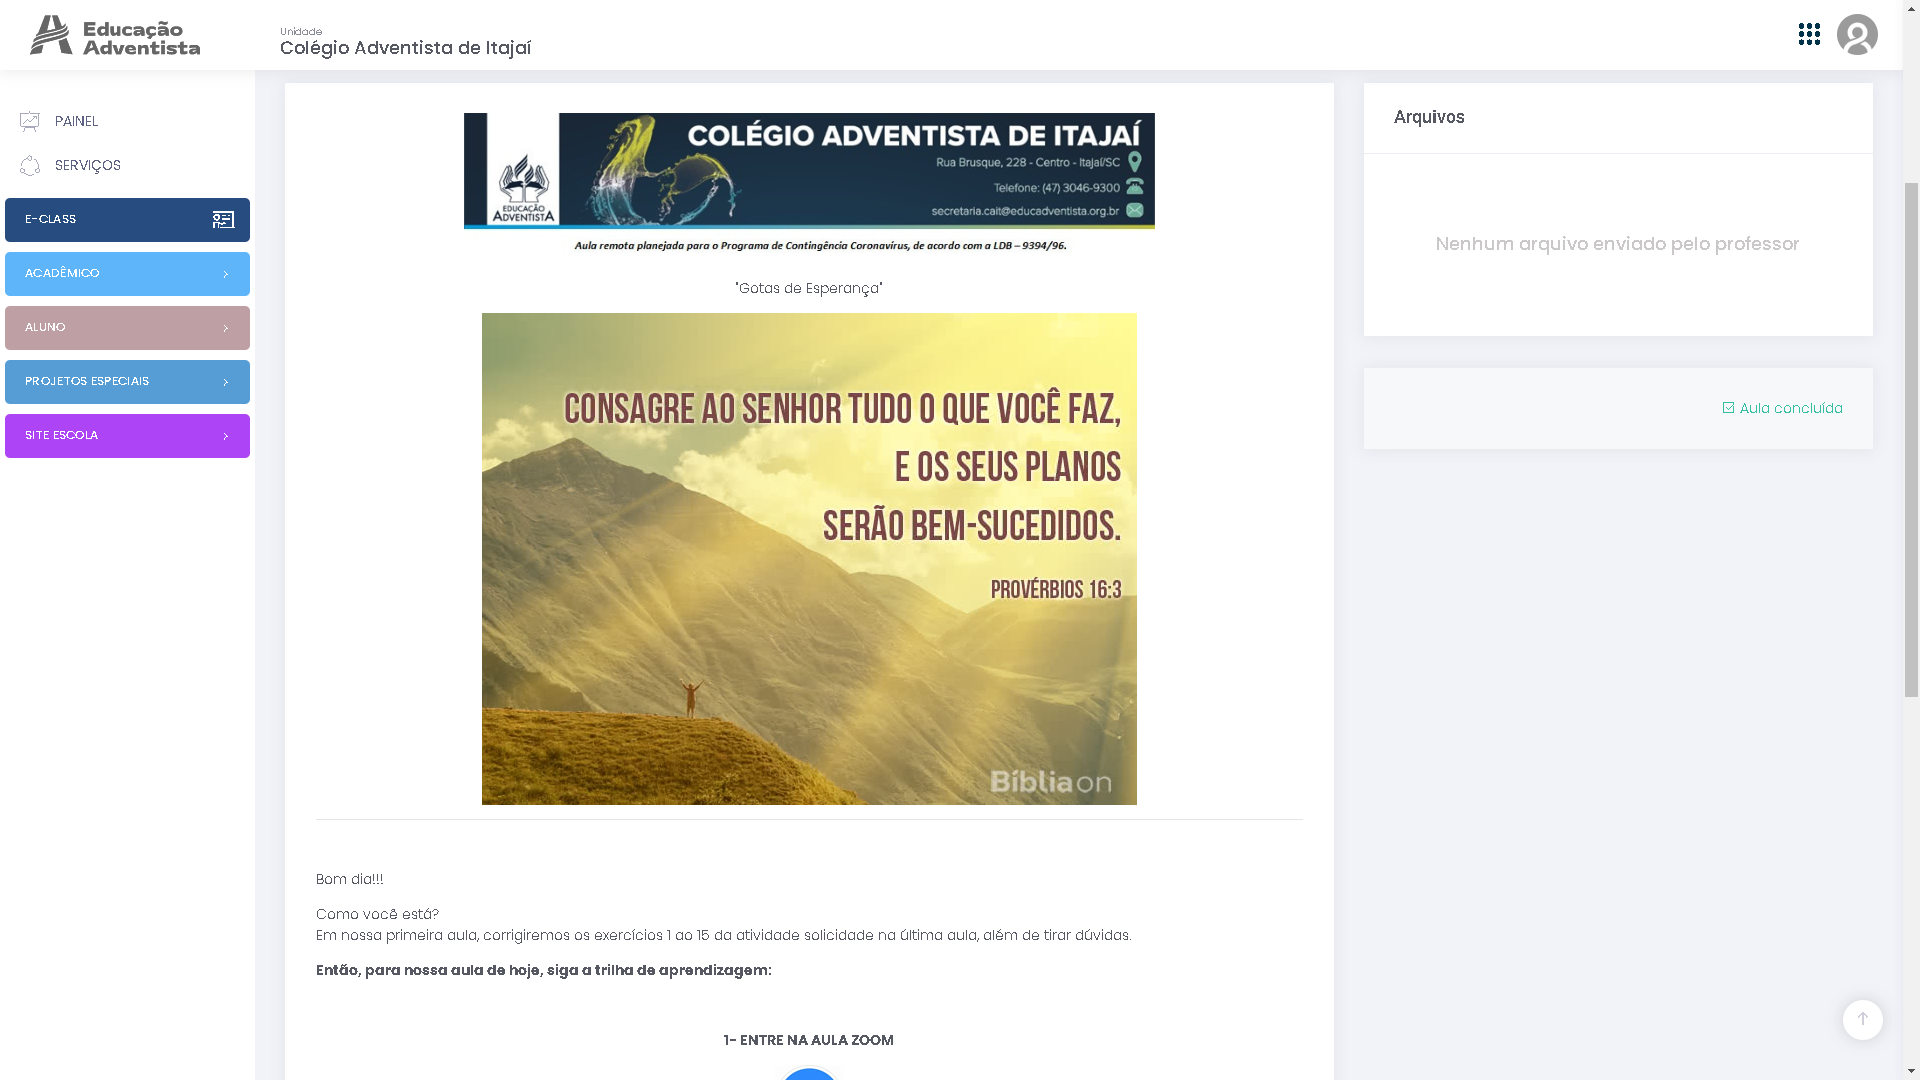 Educação
Adventista
Unidade
Colégio Adventista de Itajaí
PAINEL
SERVIÇOS
E-CLASS
ACADÊMICO
ALUNO
PROJETOS ESPECIAIS
SITE ESCOLA
COLÉGIO ADVENTISTA DE ITAJAÍ
Rua Brusque, 228 - Centro - Itajaí/SC
Telefone: (47) 3046-9300
secretaria.cait@educadventista.org.br
EDUCAÇÃO
ADVENTISTA
Aula remota planejada para o Programa de Contingência Coronavírus, de acordo com a LDB – 9394/96.
"Gotas de Esperança"
CONSAGRE AO SENHOR TUDO O QUE VOCÊ FAZ,
E OS SEUS PLANOS
SERÃO BEM-SUCEDIDOS.
PROVÉRBIOS 16:3
Bíbliaon
Bom dia!!!
Como você está?
Em nossa primeira aula, corrigiremos os exercícios 1 ao 15 da atividade solicidade na última aula, além de tirar dúvidas.
Então, para nossa aula de hoje, siga a trilha de aprendizagem:
1- ENTRE NA AULA ZOOM
Arquivos
Nenhum arquivo enviado pelo professor
Aula concluída